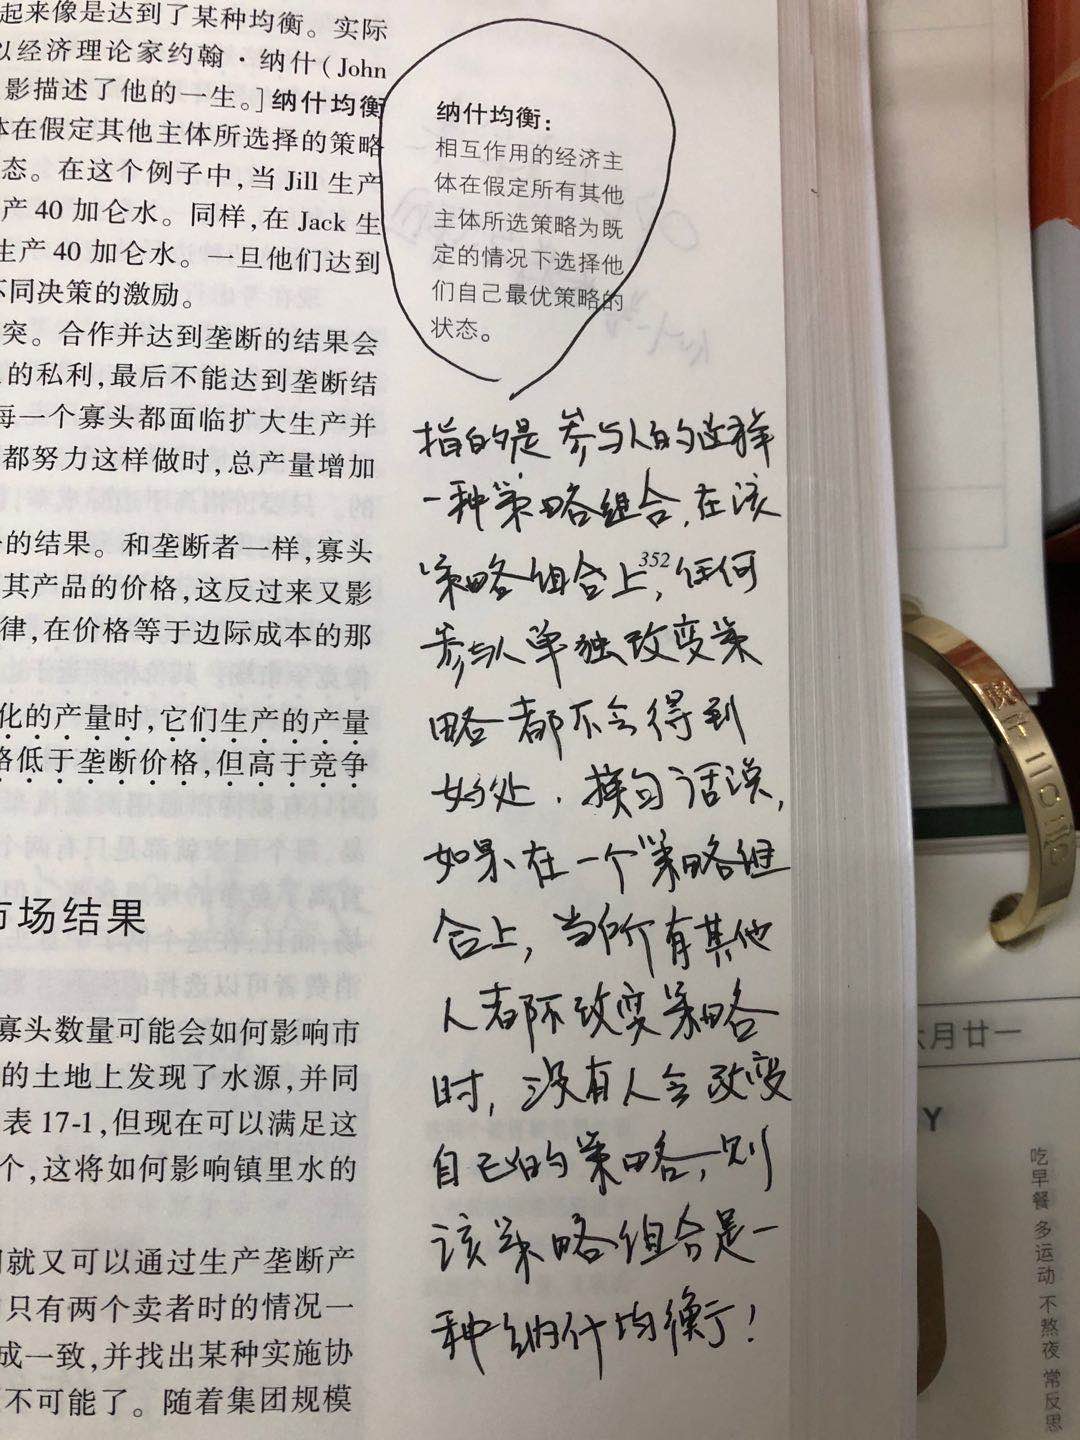 起来像是达到了某种均衡。实际
以经济理论家约翰·纳什(John
影描述了他的一生。]纳什均衡
体在假定其他主体所选择的策略
态。在这个例子中,当 Jill 生产
产 40 加仑水。同样,在 Jack 生
生产 40 加仑水。一旦他们达到
不同决策的激励。
突。合作并达到垄断的结果会
的私利,最后不能达到垄断结
每一个寡头都面临扩大生产并
都努力这样做时,总产量增加
的结果。和垄断者一样,寡头
其产品的价格,这反过来又影
律,在价格等于边际成本的那
化的产量时,它们生产的产量
格低于垄断价格,但高于竞争
市场结果
寡头数量可能会如何影响市
的土地上发现了水源,并同
表 17-1,但现在可以满足这
个,这将如何影响镇里水的
就又可以通过生产垄断产
只有两个卖者时的情况一
成一致,并找出某种实施协
不可能了。随着集团规模
纳什均衡:
相互作用的经济主
体在假定所有其他
主体所选策略为既
定的情况下选择他
们自己最优策略的
状态。
指的是参与人的选择
一种策略组合,在该
策略组合上,任何
352
参与人单独改变策
略都不会得到
好处.换句话说,
如果在一个策略组
合上,当所有其他
人都不改变策略
时,没有人会改变
自己的策略,则
该策略组合是一
种纳什均衡!
六月廿一
Y
吃早餐 多运动 不熬夜 常反思